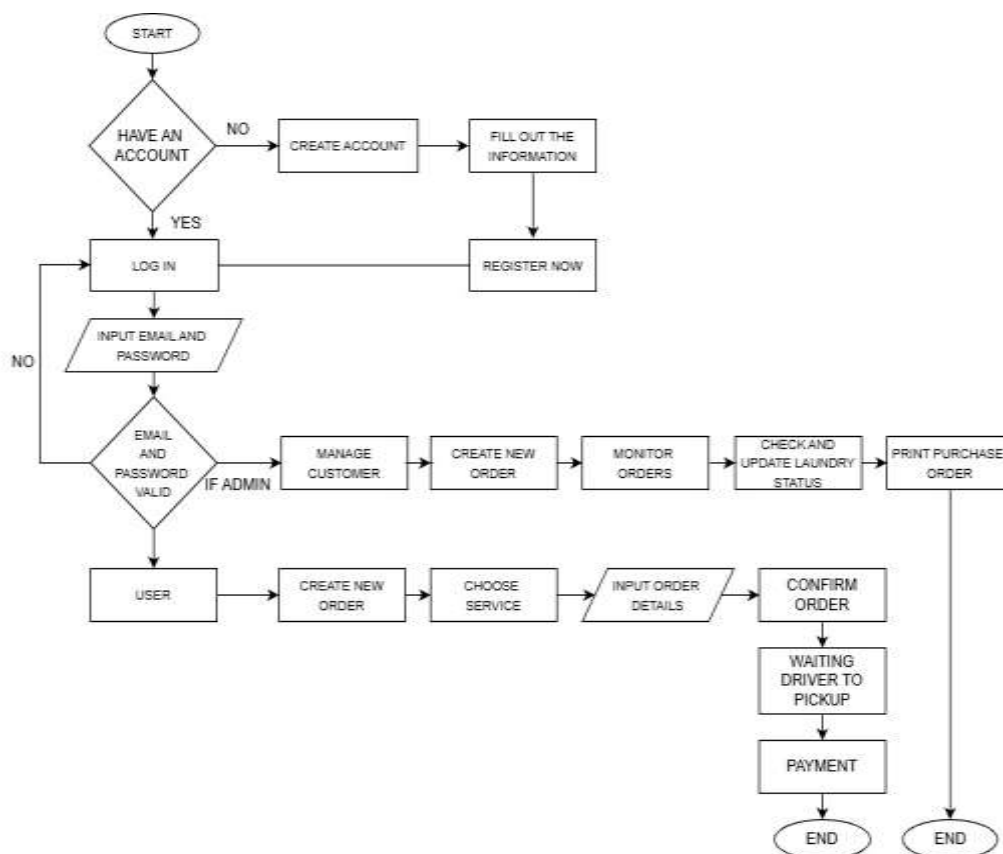 START
HAVE AN
ACCOUNT
NO
CREATE ACCOUNT
FILL OUT THE
INFORMATION
YES
LOG IN
REGISTER NOW
INPUT EMAIL AND
PASSWORD
NO
EMAIL
AND
PASSWORD
VALID
IF ADMIN
MANAGE
CUSTOMER
CREATE NEW
ORDER
MONITOR
ORDERS
CHECK AND
UPDATE LAUNDRY
STATUS
PRINT PURCHASE
ORDER
USER
CREATE NEW
ORDER
CHOOSE
SERVICE
INPUT ORDER
DETAILS
CONFIRM
ORDER
WAITING
DRIVER TO
PICKUP
PAYMENT
END
END